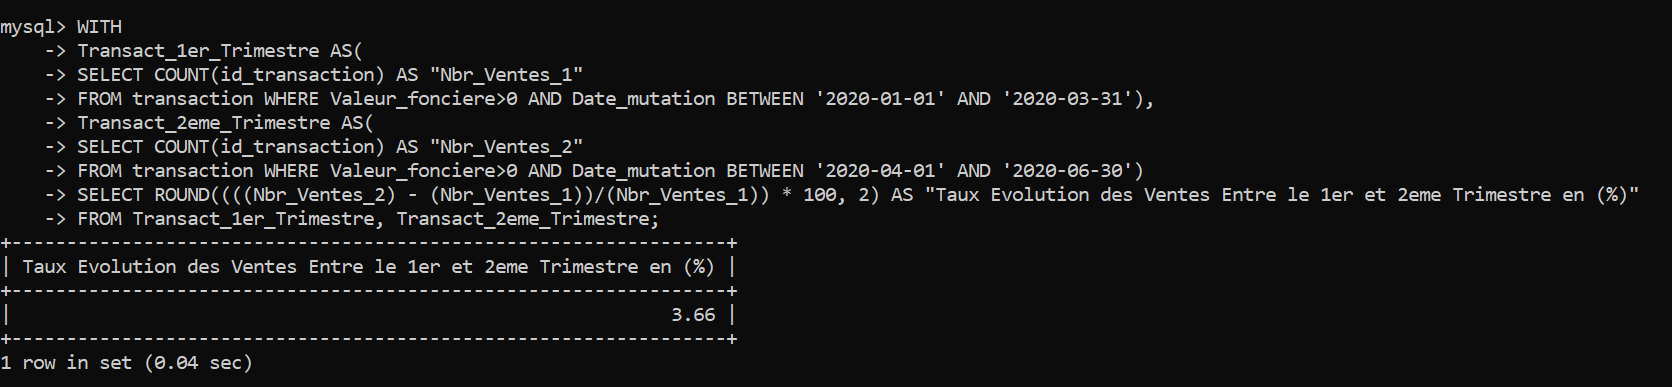 mysql> WITH
    -> Transact_1er_Trimestre AS(
    -> SELECT COUNT(id_transaction) AS "Nbr_Ventes_1"
    -> FROM transaction WHERE Valeur_fonciere>0 AND Date_mutation BETWEEN '2020-01-01' AND '2020-03-31'),
    -> Transact_2eme_Trimestre AS(
    -> SELECT COUNT(id_transaction) AS "Nbr_Ventes_2"
    -> FROM transaction WHERE Valeur_fonciere>0 AND Date_mutation BETWEEN '2020-04-01' AND '2020-06-30')
    -> SELECT ROUND((((Nbr_Ventes_2) - (Nbr_Ventes_1))/(Nbr_Ventes_1)) * 100, 2) AS "Taux Evolution des Ventes Entre le 1er et 2eme Trimestre en (%)"
    -> FROM Transact_1er_Trimestre, Transact_2eme_Trimestre;
+-----------------------------------------------------------------+
| Taux Evolution des Ventes Entre le 1er et 2eme Trimestre en (%) |
+-----------------------------------------------------------------+
|                                                            3.66 |
+-----------------------------------------------------------------+
1 row in set (0.04 sec)